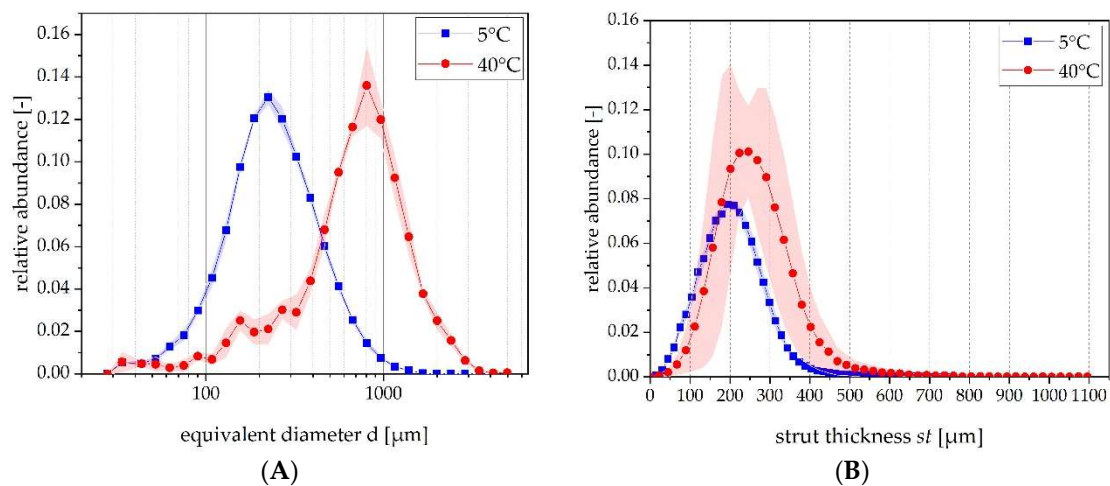 0.16
0.14
0.12
0.10
0.08
0.06
0.04
0.02
0.00
relative abundance [-]
5°C
40°C
100 1000
equivalent diameter d [µm]
(A)
0.16
0.14
0.12
0.10
0.08
0.06
0.04
0.02
0.00
relative abundance [-]
5°C
40°C
0 100 200 300 400 500 600 700 800 900 1000 1100
strut thickness st [µm]
(B)